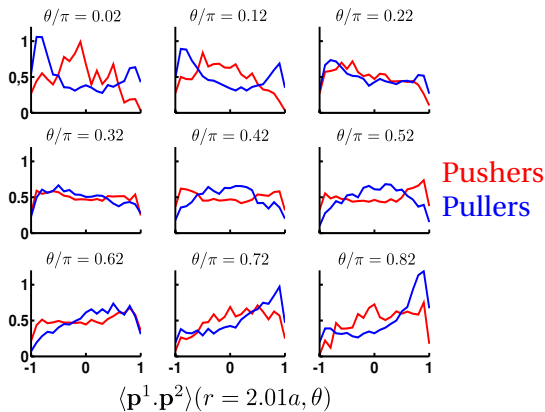 θ/π = 0.02 θ/π = 0.12 θ/π = 0.22
1
0,5
0
θ/π = 0.32 θ/π = 0.42 θ/π = 0.52
1
0.5
0
Pushers
Pullers
θ/π = 0.62 θ/π = 0.72 θ/π = 0.82
1
0.5
0
-1 0 1 -1 0 1 -1 0 1
⟨p¹.p²⟩(r = 2.01a, θ)